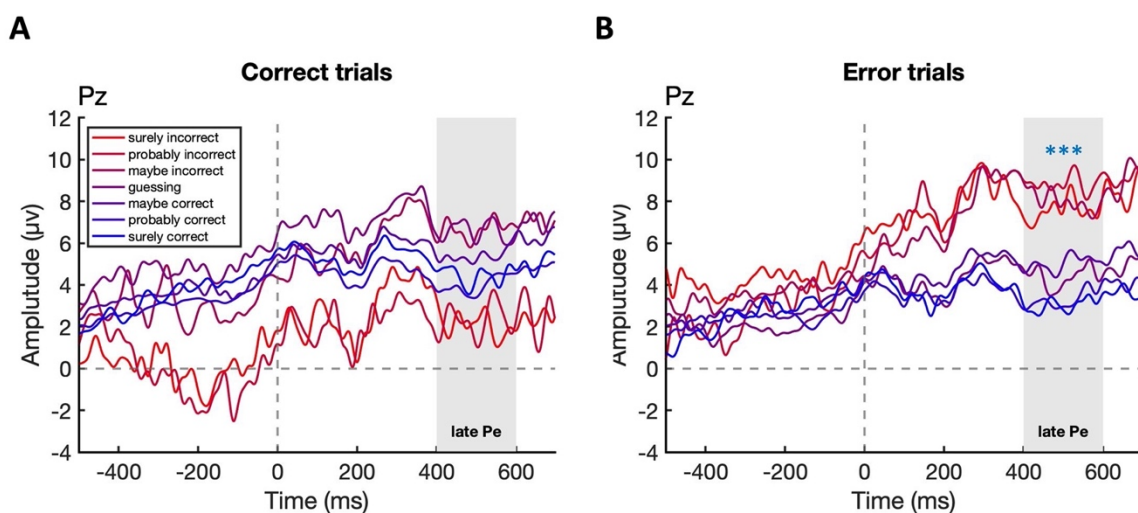 A
Correct trials
Pz
12
10
8
6
4
2
0
-2
-4
Amplutude (μv)
surely incorrect
probably incorrect
maybe incorrect
guessing
maybe correct
probably correct
surely correct
late Pe
-400
-200
0
200
400
600
Time (ms)
B
Error trials
Pz
12
10
8
6
4
2
0
-2
-4
Amplutude (μv)
***
late Pe
-400
-200
0
200
400
600
Time (ms)